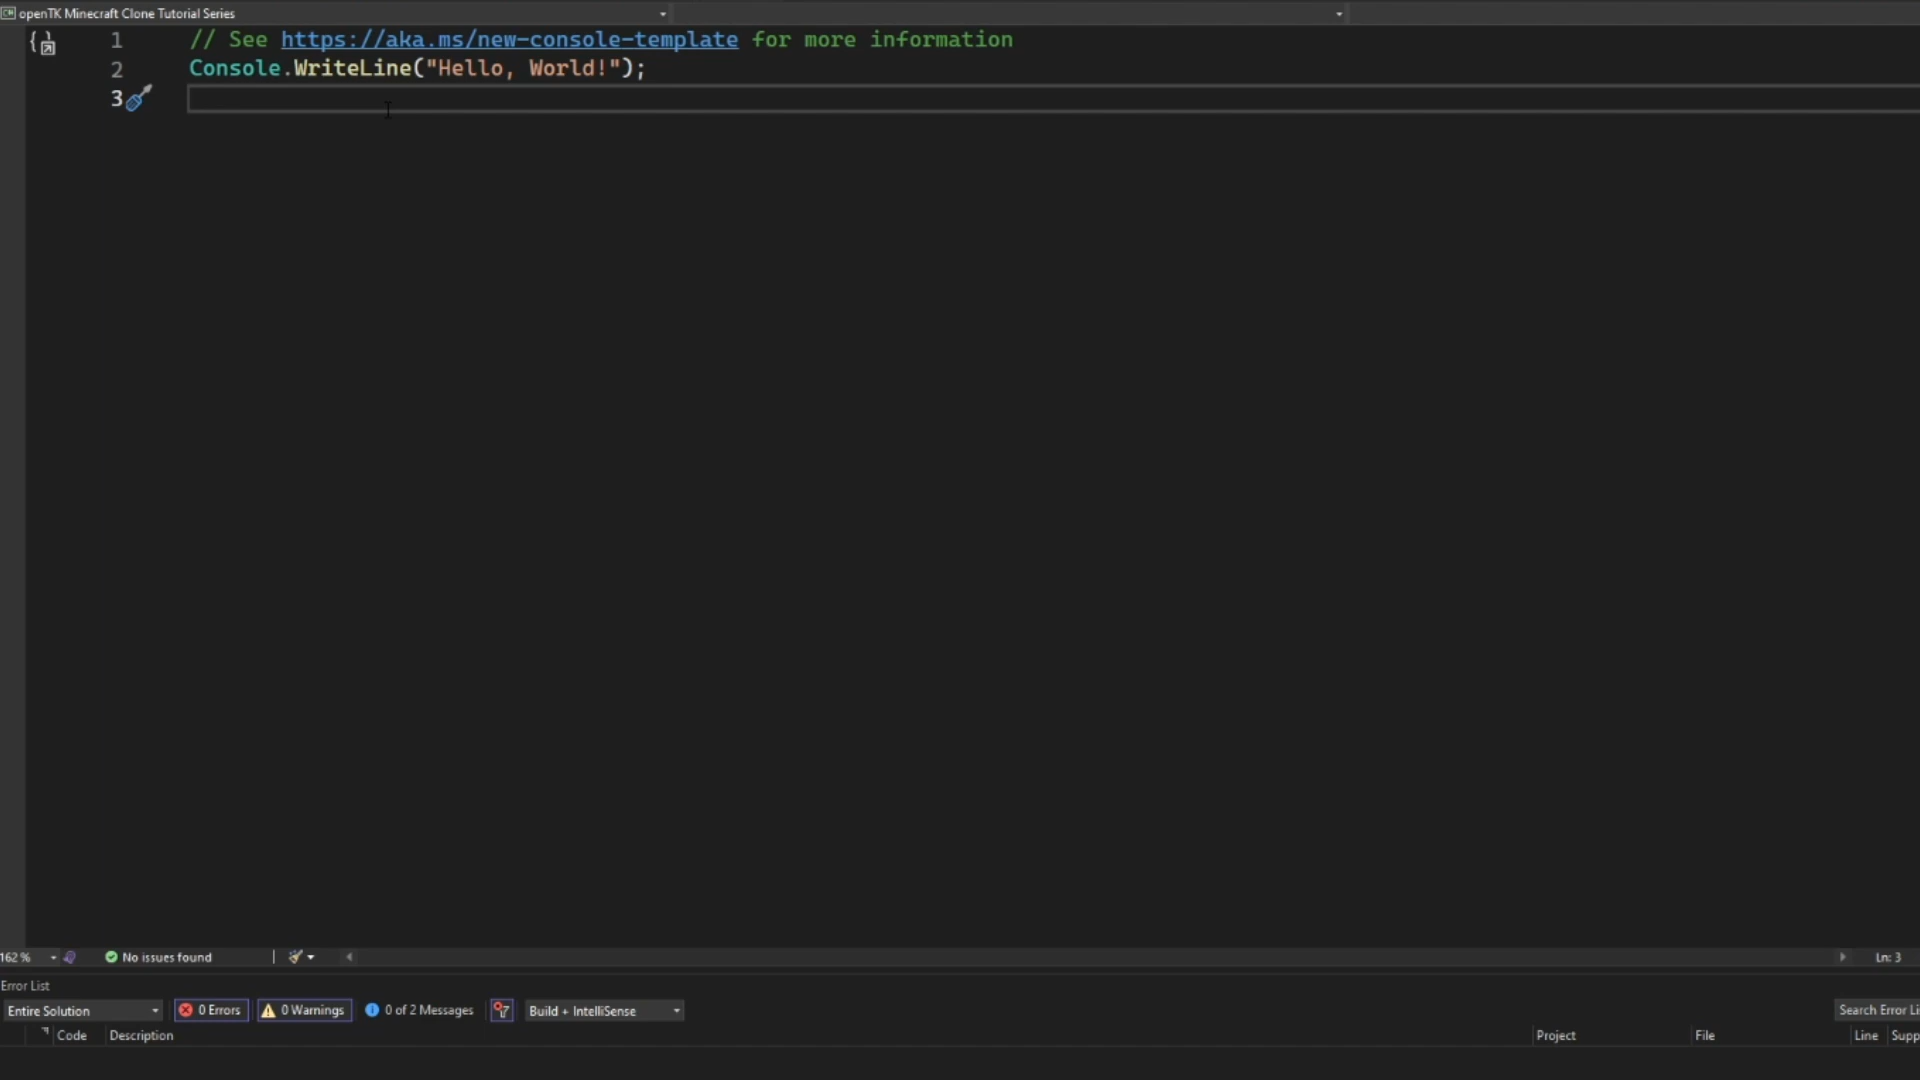 openTK Minecraft Clone Tutorial Series
1 // See https://aka.ms/new-console-template for more information
2 Console.WriteLine("Hello, World!");
3
162 % No issues found Ln: 3
Error List
Entire Solution 0 Errors 0 Warnings 0 of 2 Messages Build + IntelliSense Search Error Lis
Code Description Project File Line Supp